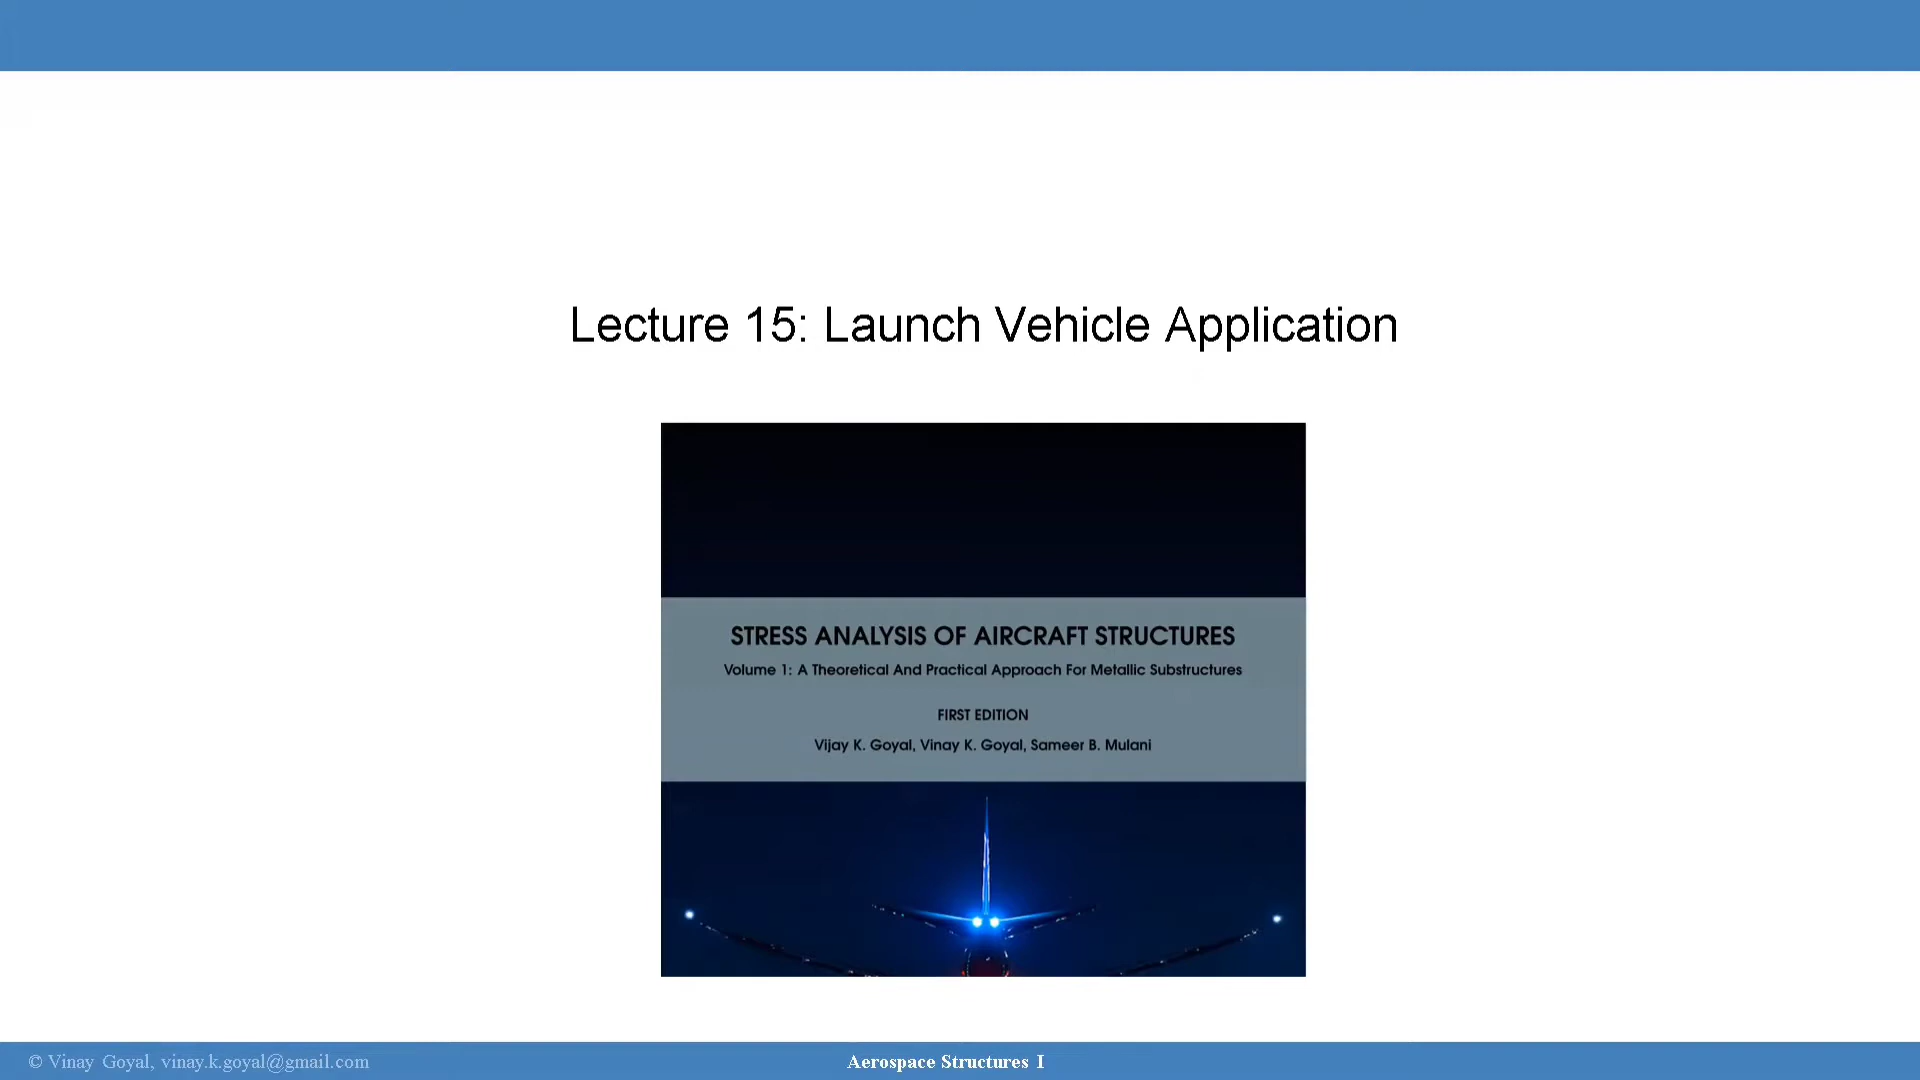 Lecture 15: Launch Vehicle Application
STRESS ANALYSIS OF AIRCRAFT STRUCTURES
Volume 1: A Theoretical And Practical Approach For Metallic Substructures
FIRST EDITION
Vijay K. Goyal, Vinay K. Goyal, Sameer B. Mulani
© Vinay Goyal, vinay.k.goyal@gmail.com
Aerospace Structures I